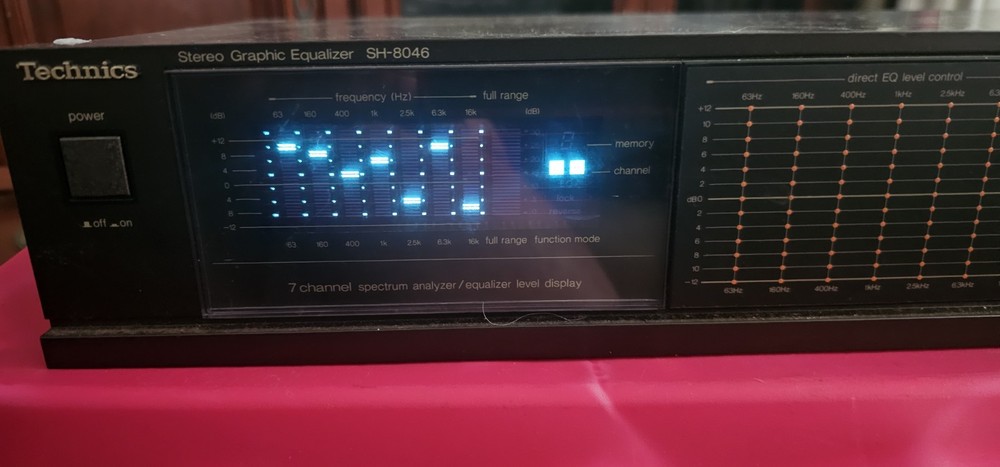 Stereo Graphic Equalizer SH-8046
Technics
power
off on
frequency (Hz) full range
(dB) 63 160 400 1k 2.5k 6.3k 16k (dB)
+12
8
6
4
0
4
8
-12
memory
channel
63 160 400 1k 2.5k 6.3k 16k full range function mode
7 channel spectrum analyzer/equalizer level display
direct EQ level control
63Hz 160Hz 400Hz 1kHz 2.5kHz 6.3
+12
10
8
6
4
2
dB0
2
4
6
8
10
-12
63Hz 160Hz 400Hz 1kHz 2.5kHz 6.3kHz